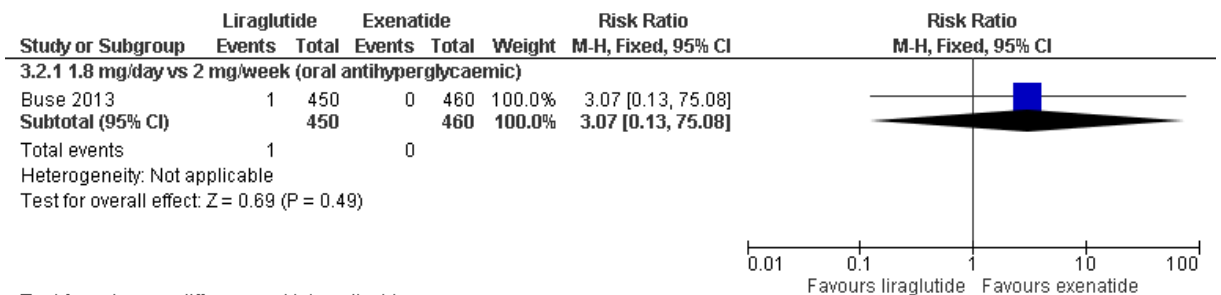 Liraglutide Exenatide Risk Ratio Risk Ratio
Study or Subgroup Events Total Events Total Weight M-H, Fixed, 95% CI M-H, Fixed, 95% CI
3.2.1 1.8 mg/day vs 2 mg/week (oral antihyperglycaemic)
Buse 2013 1 450 0 460 100.0% 3.07 [0.13, 75.08]
Subtotal (95% CI) 450 460 100.0% 3.07 [0.13, 75.08]
Total events 1 0
Heterogeneity: Not applicable
Test for overall effect: Z = 0.69 (P = 0.49)
0.01 0.1 1 10 100
Favours liraglutide Favours exenatide